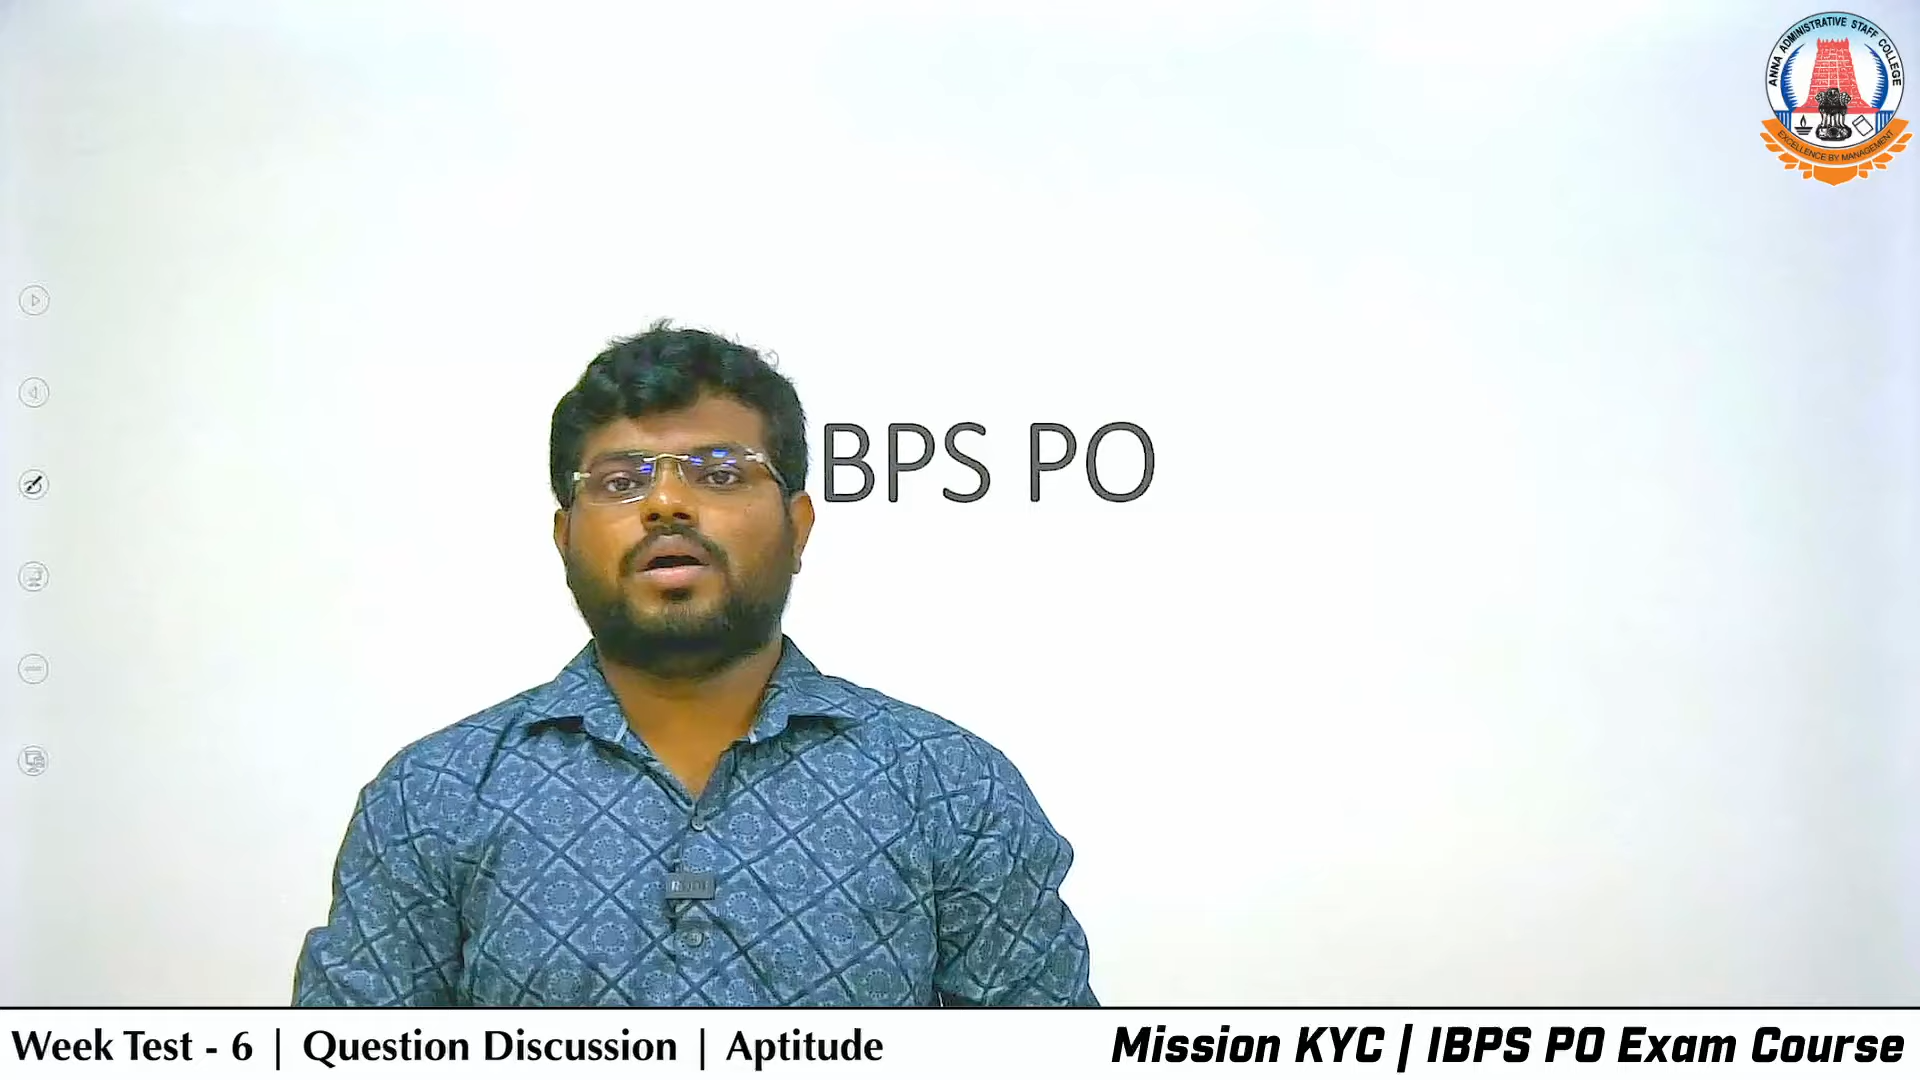 ANNA ADMINISTRATIVE STAFF COLLEGE
EXCELLENCE BY MANAGEMENT
BPS PO
Week Test - 6 | Question Discussion | Aptitude
Mission KYC | IBPS PO Exam Course